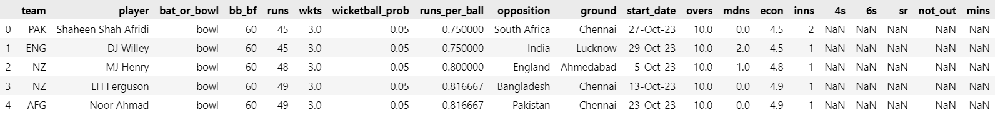 team player bat_or_bowl bb_bf runs wkts wicketball_prob runs_per_ball opposition ground start_date overs mdns econ inns 4s 6s sr not_out mins
0 PAK Shaheen Shah Afridi bowl 60 45 3.0 0.05 0.750000 South Africa Chennai 27-Oct-23 10.0 0.0 4.5 2 NaN NaN NaN NaN NaN
1 ENG DJ Willey bowl 60 45 3.0 0.05 0.750000 India Lucknow 29-Oct-23 10.0 2.0 4.5 1 NaN NaN NaN NaN NaN
2 NZ MJ Henry bowl 60 48 3.0 0.05 0.800000 England Ahmedabad 5-Oct-23 10.0 1.0 4.8 1 NaN NaN NaN NaN NaN
3 NZ LH Ferguson bowl 60 49 3.0 0.05 0.816667 Bangladesh Chennai 13-Oct-23 10.0 0.0 4.9 1 NaN NaN NaN NaN NaN
4 AFG Noor Ahmad bowl 60 49 3.0 0.05 0.816667 Pakistan Chennai 23-Oct-23 10.0 0.0 4.9 1 NaN NaN NaN NaN NaN